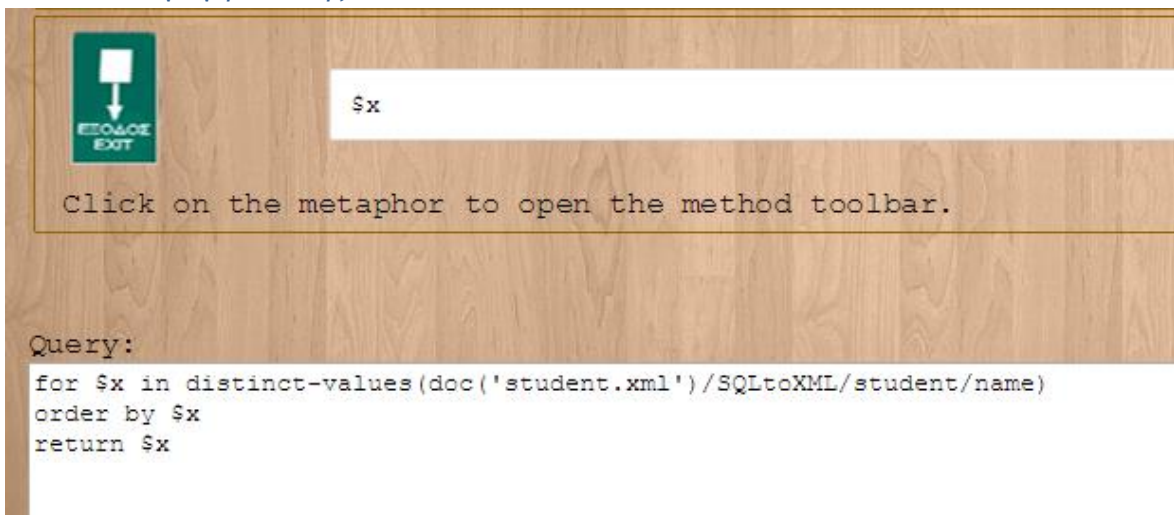 ΕΞΟΔΟΣ
EXIT
$x
Click on the metaphor to open the method toolbar.
Query:
for $x in distinct-values(doc('student.xml')/SQLtoXML/student/name)
order by $x
return $x